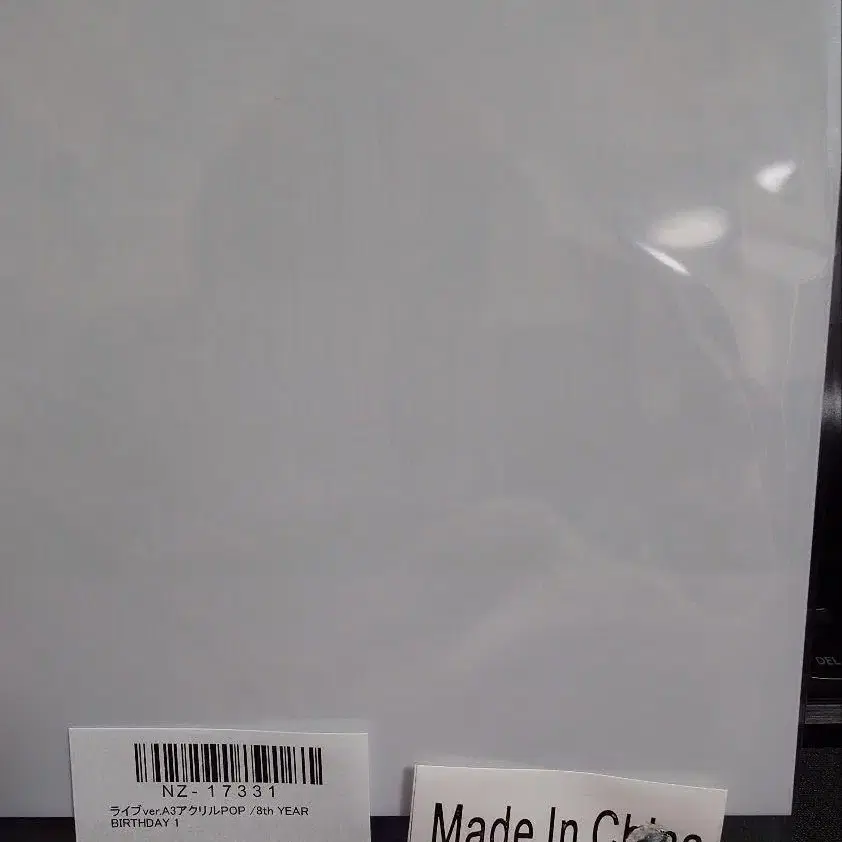 NZ-17331
ライブver.A3アクリルPOP /8th YEAR
BIRTHDAY 1
Made In China
DEL